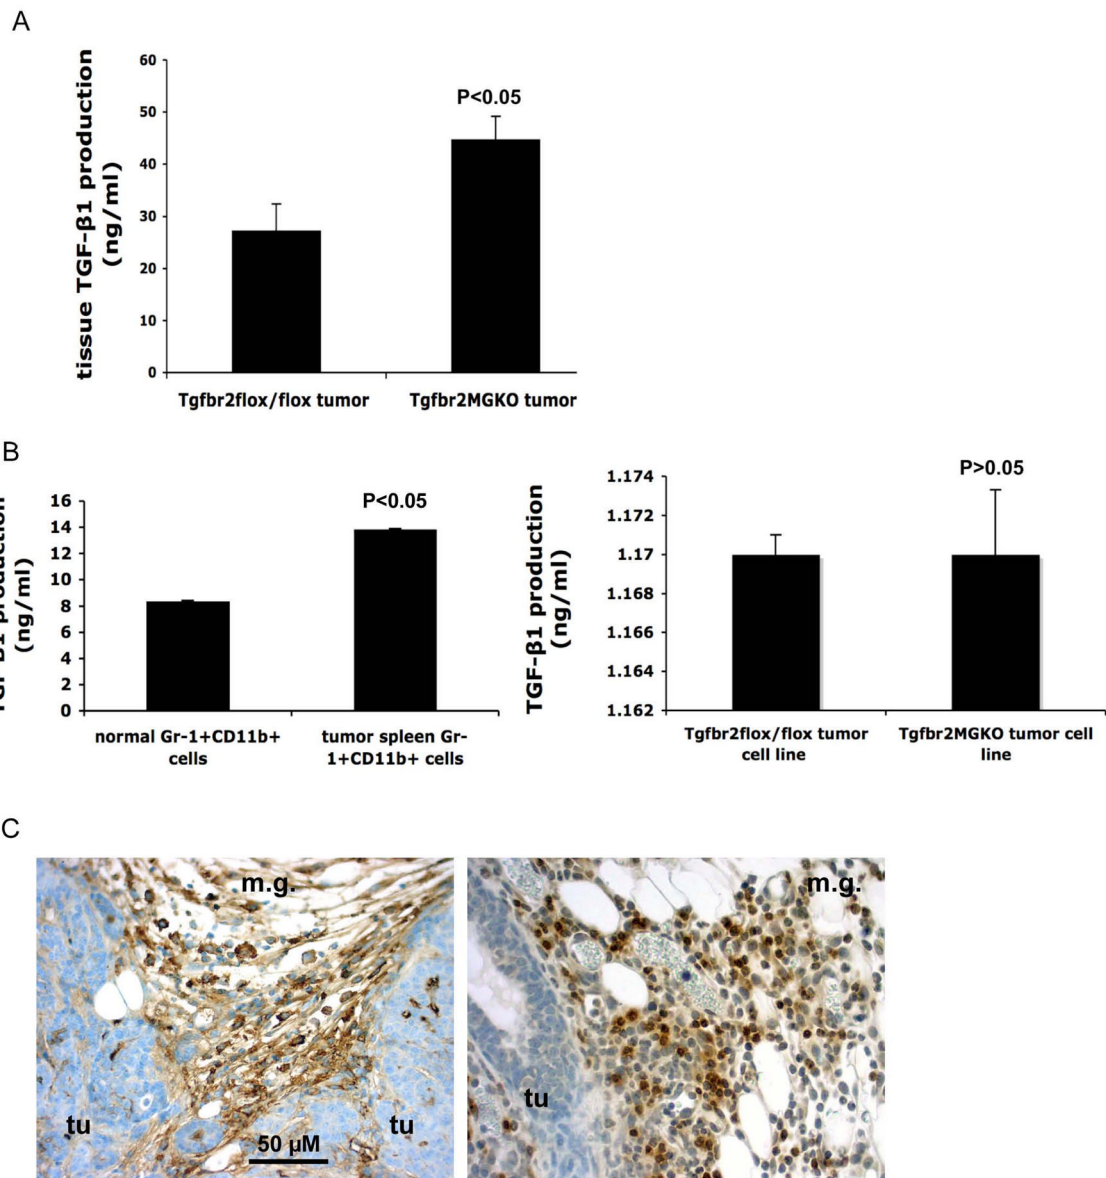 A
60
50
40
30
20
10
0
tissue TGF-β1 production
(ng/ml)
P<0.05
Tgfbr2flox/flox tumor
Tgfbr2MGKO tumor
B
16
14
12
10
8
6
4
2
0
production
(ng/ml)
P<0.05
normal Gr-1+CD11b+
cells
tumor spleen Gr-
1+CD11b+ cells
1.174
1.172
1.17
1.168
1.166
1.164
1.162
TGF-β1 production
(ng/ml)
P>0.05
Tgfbr2flox/flox tumor
cell line
Tgfbr2MGKO tumor cell
line
C
m.g.
tu
tu
50 µM
m.g.
tu